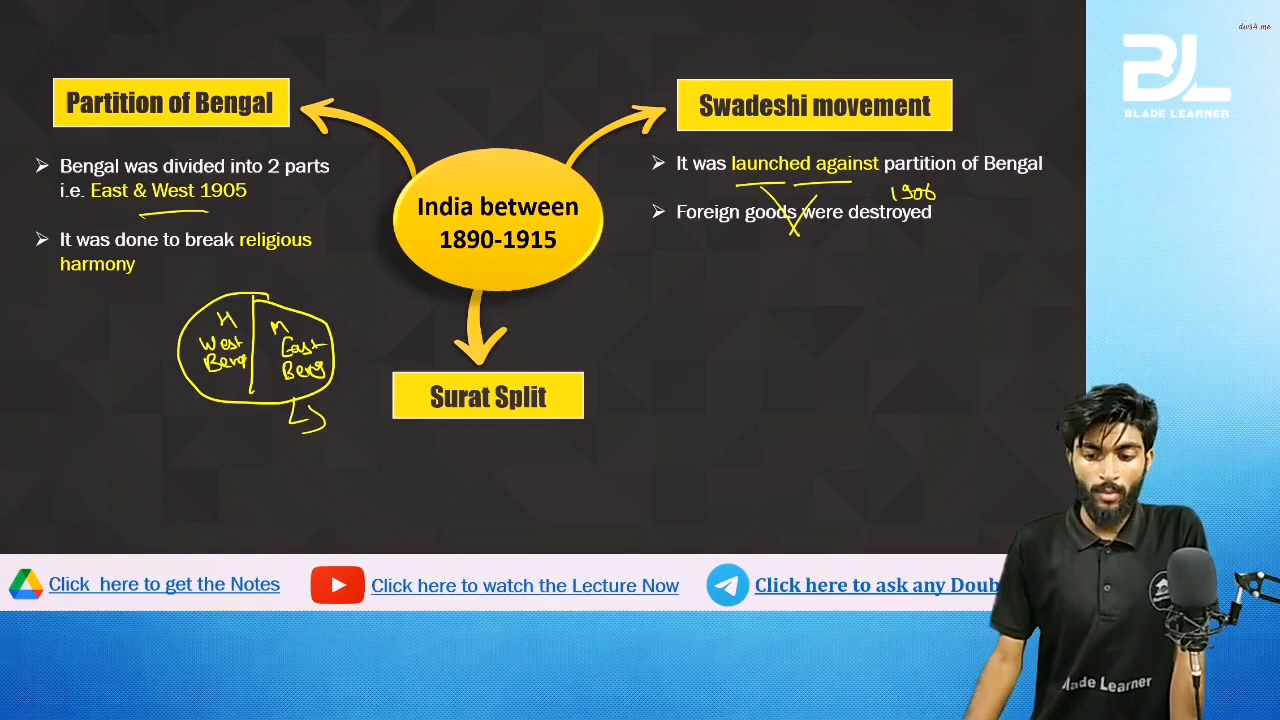 dws4.me
BL
BLADE LEARNER
Partition of Bengal
Swadeshi movement
➢ Bengal was divided into 2 parts
i.e. East & West 1905
➢ It was done to break religious
harmony
India between
1890-1915
➢ It was launched against partition of Bengal
1906
➢ Foreign goods were destroyed
H
West
Beng
M
East
Beng
Surat Split
Click here to get the Notes
Click here to watch the Lecture Now
Click here to ask any Doub
Blade Learner